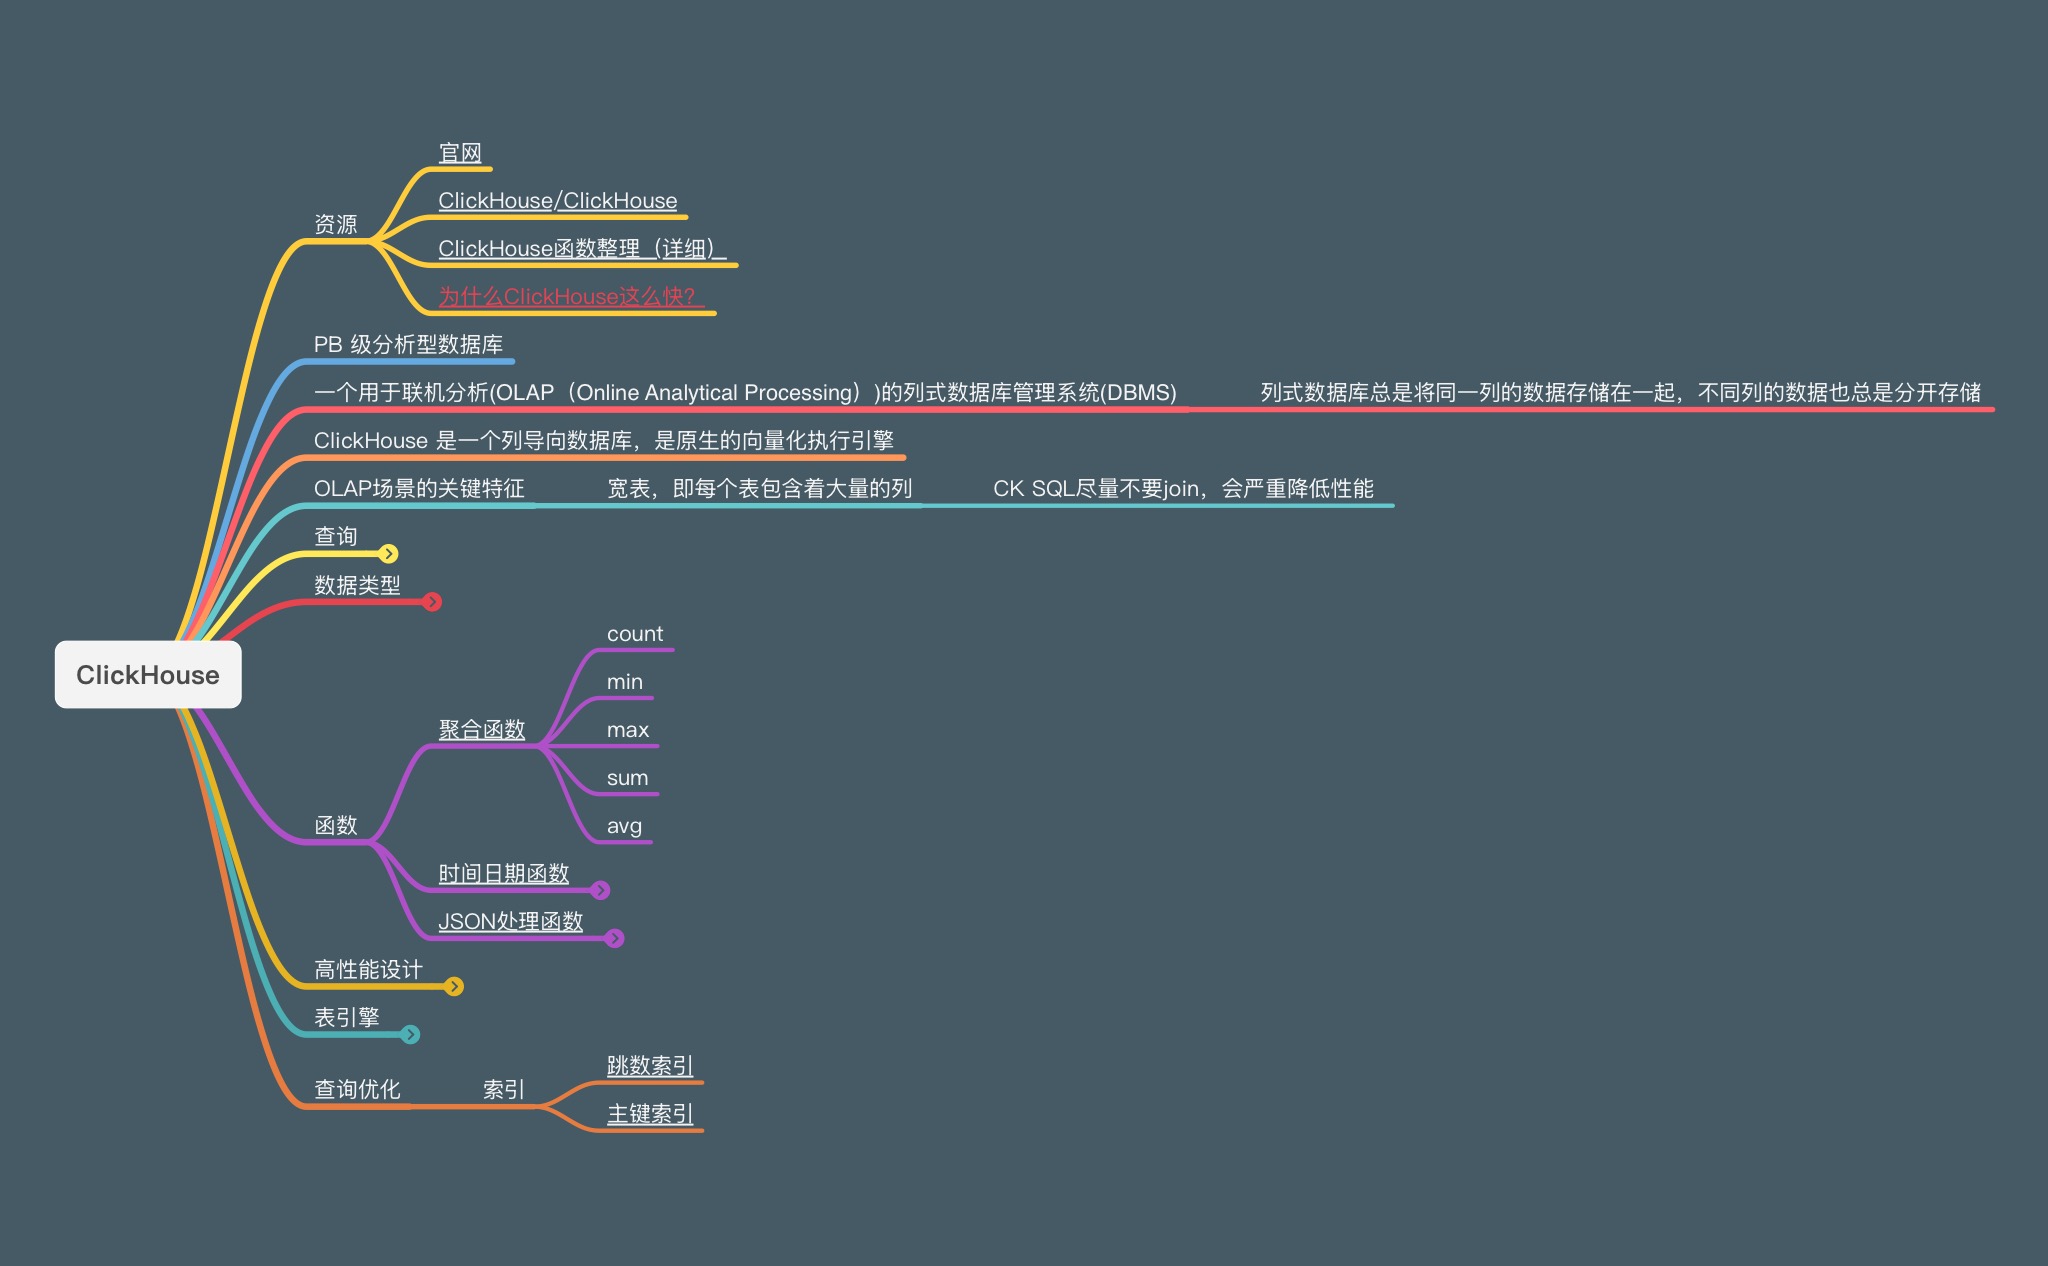 官网
ClickHouse/ClickHouse
资源
ClickHouse函数整理（详细）
为什么ClickHouse这么快？
PB 级分析型数据库
一个用于联机分析(OLAP（Online Analytical Processing）)的列式数据库管理系统(DBMS) 列式数据库总是将同一列的数据存储在一起，不同列的数据也总是分开存储
ClickHouse 是一个列导向数据库，是原生的向量化执行引擎
OLAP场景的关键特征 宽表，即每个表包含着大量的列 CK SQL尽量不要join，会严重降低性能
查询
数据类型
count
ClickHouse
min
聚合函数 max
sum
函数 avg
时间日期函数
JSON处理函数
高性能设计
表引擎
跳数索引
查询优化 索引
主键索引